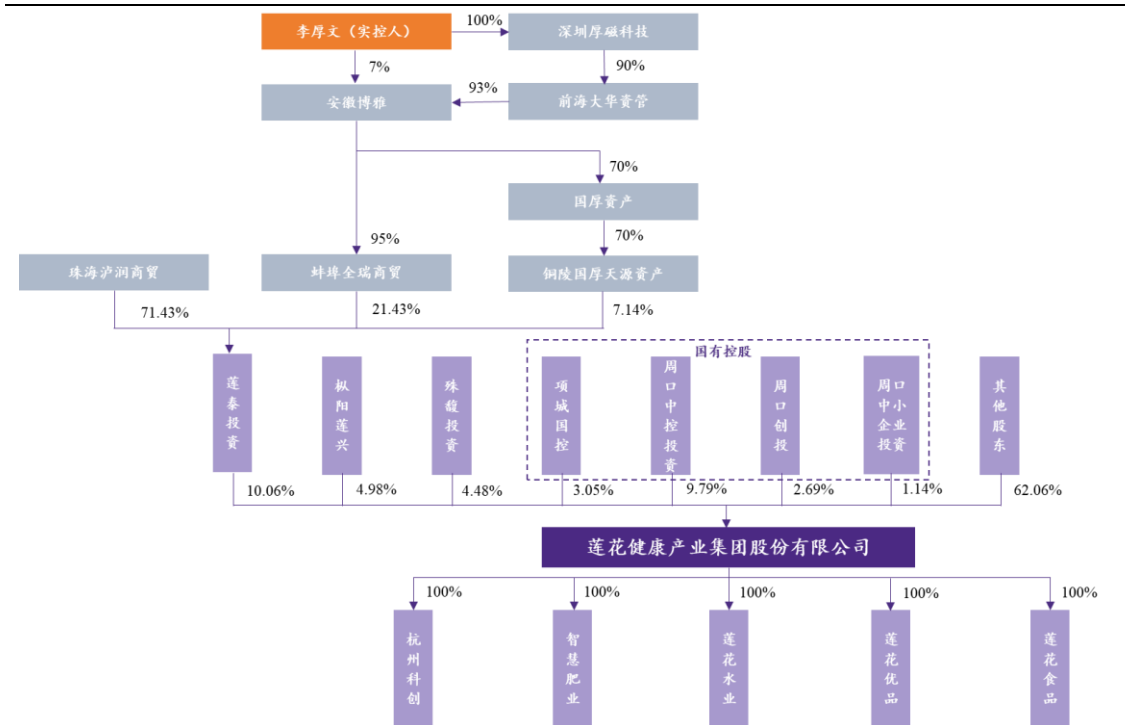 李厚文（实控人）
100%
深圳厚磁科技
7%
90%
安徽博雅
93%
前海大华资管
70%
国厚资产
95%
70%
珠海泸润商贸
蚌埠全瑞商贸
铜陵国厚天源资产
71.43%
21.43%
7.14%
国有控股
莲泰投资
枞阳莲兴
殊馥投资
项城国控
周口中控投资
周口创投
周口中小企业投资
其他股东
10.06%
4.98%
4.48%
3.05%
9.79%
2.69%
1.14%
62.06%
莲花健康产业集团股份有限公司
100%
100%
100%
100%
100%
杭州科创
智慧肥业
莲花水业
莲花优品
莲花食品